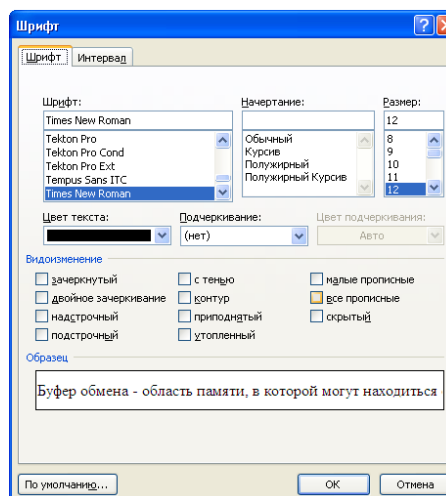 Шрифт
Шрифт Интервал
Шрифт: Начертание: Размер:
Times New Roman 12
Tekton Pro Обычный 8
Tekton Pro Cond Курсив 9
Tekton Pro Ext Полужирный 10
Tempus Sans ITC Полужирный Курсив 11
Times New Roman 12
Цвет текста: Подчеркивание: Цвет подчеркивания:
(нет) Авто
Видоизменение
зачеркнутый с тенью малые прописные
двойное зачеркивание контур все прописные
надстрочный приподнятый скрытый
подстрочный утопленный
Образец
Буфер обмена - область памяти, в которой могут находиться
По умолчанию... ОК Отмена